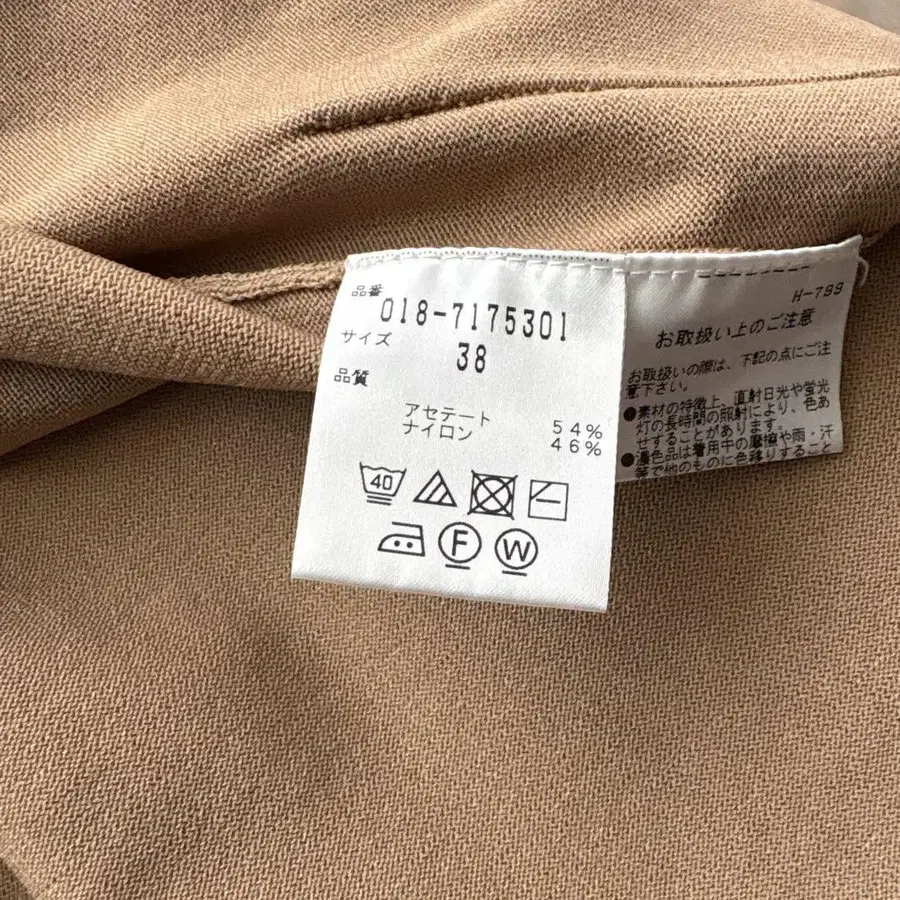 品番
018-7175301
サイズ
38
品質
アセテート 54%
ナイロン 46%
40
F
W
H-799
お取扱い上のご注意
お取扱いの際は、下記の点にご注
意下さい。
●素材の特徴上、直射日光や蛍光
灯の長時間の照射により、色あ
せすることがあります。
●濃色品は着用中の摩擦や雨・汗
等で他のものに色移りすること